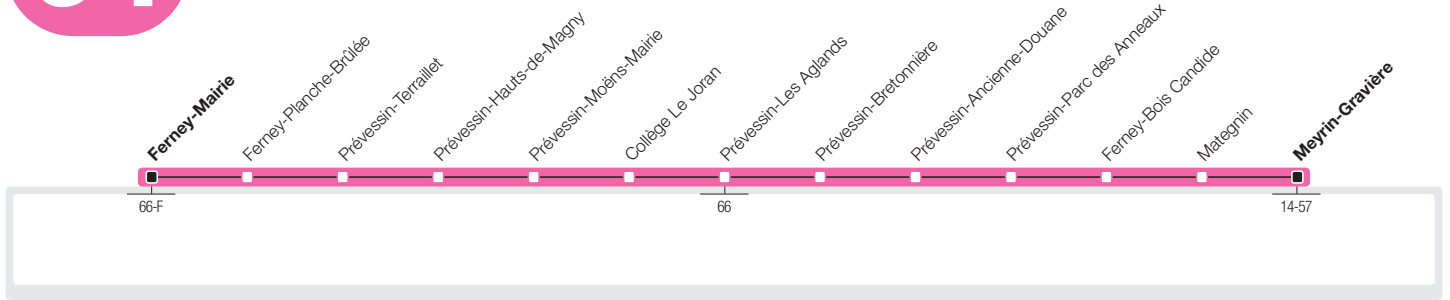 Ferney-Mairie
Ferney-Planche-Brûlée
Prévessin-Terraillet
Prévessin-Hauts-de-Magny
Prévessin-Moëns-Mairie
Collège Le Joran
Prévessin-Les Aglands
Prévessin-Bretonnière
Prévessin-Ancienne-Douane
Prévessin-Parc des Anneaux
Ferney-Bois Candide
Mategnin
Meyrin-Gravière
66-F
66
14-57